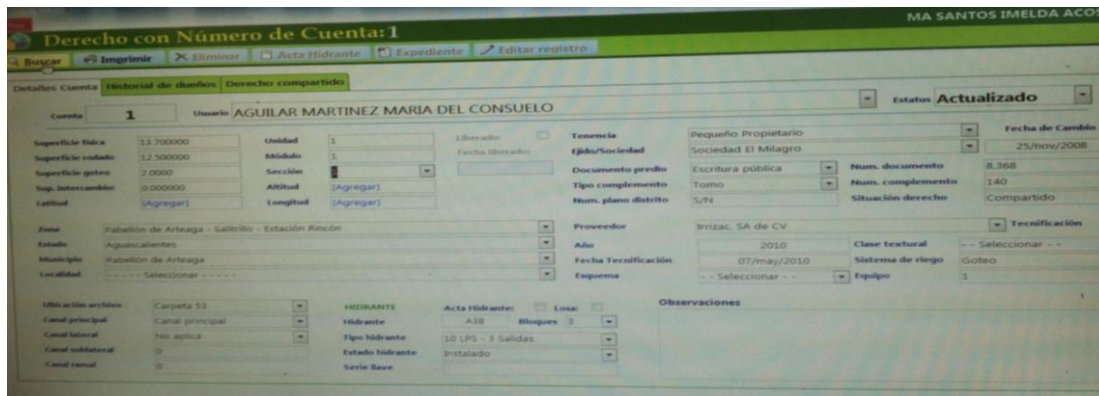 MA SANTOS IMELDA ACOS
Derecho con Número de Cuenta:1
Buscar Imprimir Eliminar Acta Hidrante Expediente Editar registro
Detalles Cuenta Historial de dueños Derecho compartido
Cuenta 1 Usuario AGUILAR MARTINEZ MARIA DEL CONSUELO Estatus Actualizado
Superficie física 13.700000 Unidad 1 Liberado: Tenencia Pequeño Propietario Fecha de Cambio
Superficie rodado 12.500000 Módulo 1 Fecha liberado: Ejido/Sociedad Sociedad El Milagro 25/nov/2008
Superficie goteo 2.0000 Sección Documento predio Escritura pública Num. documento 8,368
Sup. Intercambio 0.000000 Altitud [Agregar] Tipo complemento Tomo Num. complemento 140
Latitud [Agregar] Longitud [Agregar] Num. plano distrito S/N Situación derecho Compartido
Zona Pabellón de Arteaga - Salitrillo - Estación Rincón Proveedor Irrizac, SA de CV Tecnificación
Estado Aguascalientes Año 2010 Clase textural - - Seleccionar - -
Municipio Pabellón de Arteaga Fecha Tecnificación 07/may/2010 Sistema de riego Goteo
Localidad - - - - - Seleccionar - - - - - Esquema - - Seleccionar - - Equipo 1
Ubicación archivo Carpeta 53 HIDRANTE Acta Hidrante: Losa: Observaciones
Canal principal Canal principal Hidrante A38 Bloques 3
Canal lateral No aplica Tipo hidrante 10 LPS - 3 Salidas
Canal sublateral 0 Estado hidrante Instalado
Canal ramal 0 Serie llave